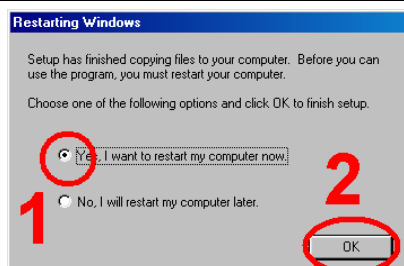 Restarting Windows
Setup has finished copying files to your computer. Before you can
use the program, you must restart your computer.
Choose one of the following options and click OK to finish setup.
Yes, I want to restart my computer now.
1
No, I will restart my computer later.
2
OK